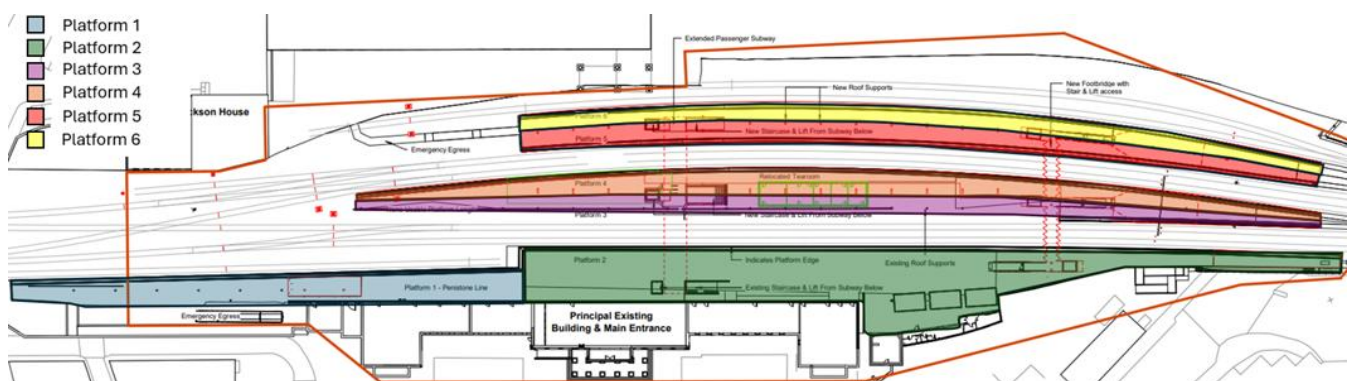 Platform 1
Platform 2
Platform 3
Platform 4
Platform 5
Platform 6
ckson House
Extended Passenger Subway
New Roof Supports
New Footbridge with
Stair & Lift access
Platform 6
Platform 5
New Staircase & Lift From Subway Below
Emergency Egress
Platform 4
Relocated Tearoom
Platform 3
New Staircase & Lift From Subway Below
Platform 2
Indicates Platform Edge
Existing Roof Supports
Platform 1 - Penistone Line
Existing Staircase & Lift From Subway Below
Emergency Egress
Principal Existing
Building & Main Entrance